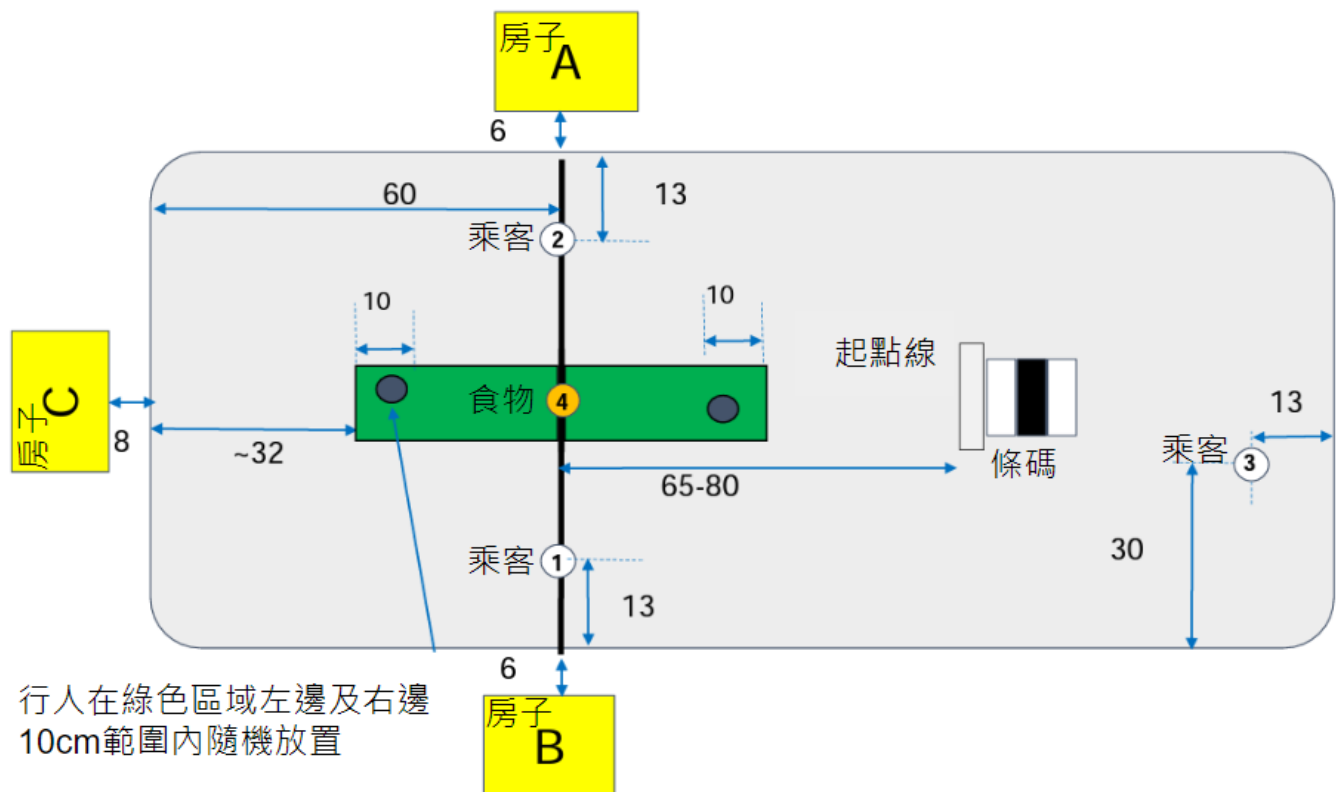 房子
A
6
60
13
乘客 2
10
10
起點線
食物 4
房子
C
8
~32
65-80
條碼
乘客 3
13
30
乘客 1
13
6
行人在綠色區域左邊及右邊
10cm範圍內隨機放置
房子
B